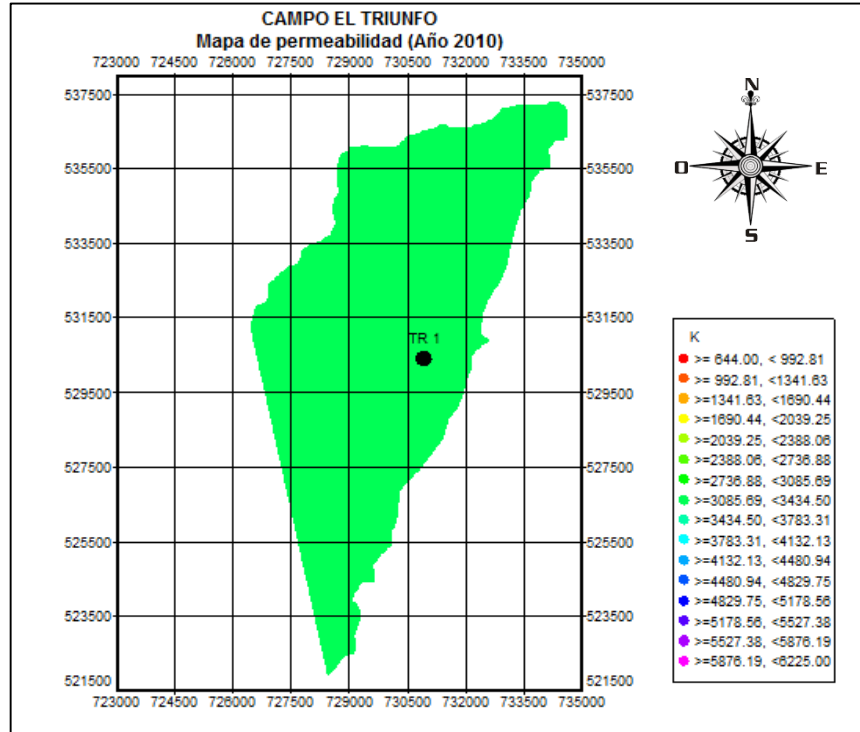 CAMPO EL TRIUNFO
Mapa de permeabilidad (Año 2010)
723000 724500 726000 727500 729000 730500 732000 733500 735000
537500 537500
535500 535500
533500 533500
531500 531500
529500 529500
527500 527500
525500 525500
523500 523500
521500 521500
723000 724500 726000 727500 729000 730500 732000 733500 735000
TR 1
N
O E
S
K
>= 644.00, < 992.81
>= 992.81, <1341.63
>=1341.63, <1690.44
>=1690.44, <2039.25
>=2039.25, <2388.06
>=2388.06, <2736.88
>=2736.88, <3085.69
>=3085.69, <3434.50
>=3434.50, <3783.31
>=3783.31, <4132.13
>=4132.13, <4480.94
>=4480.94, <4829.75
>=4829.75, <5178.56
>=5178.56, <5527.38
>=5527.38, <5876.19
>=5876.19, <6225.00